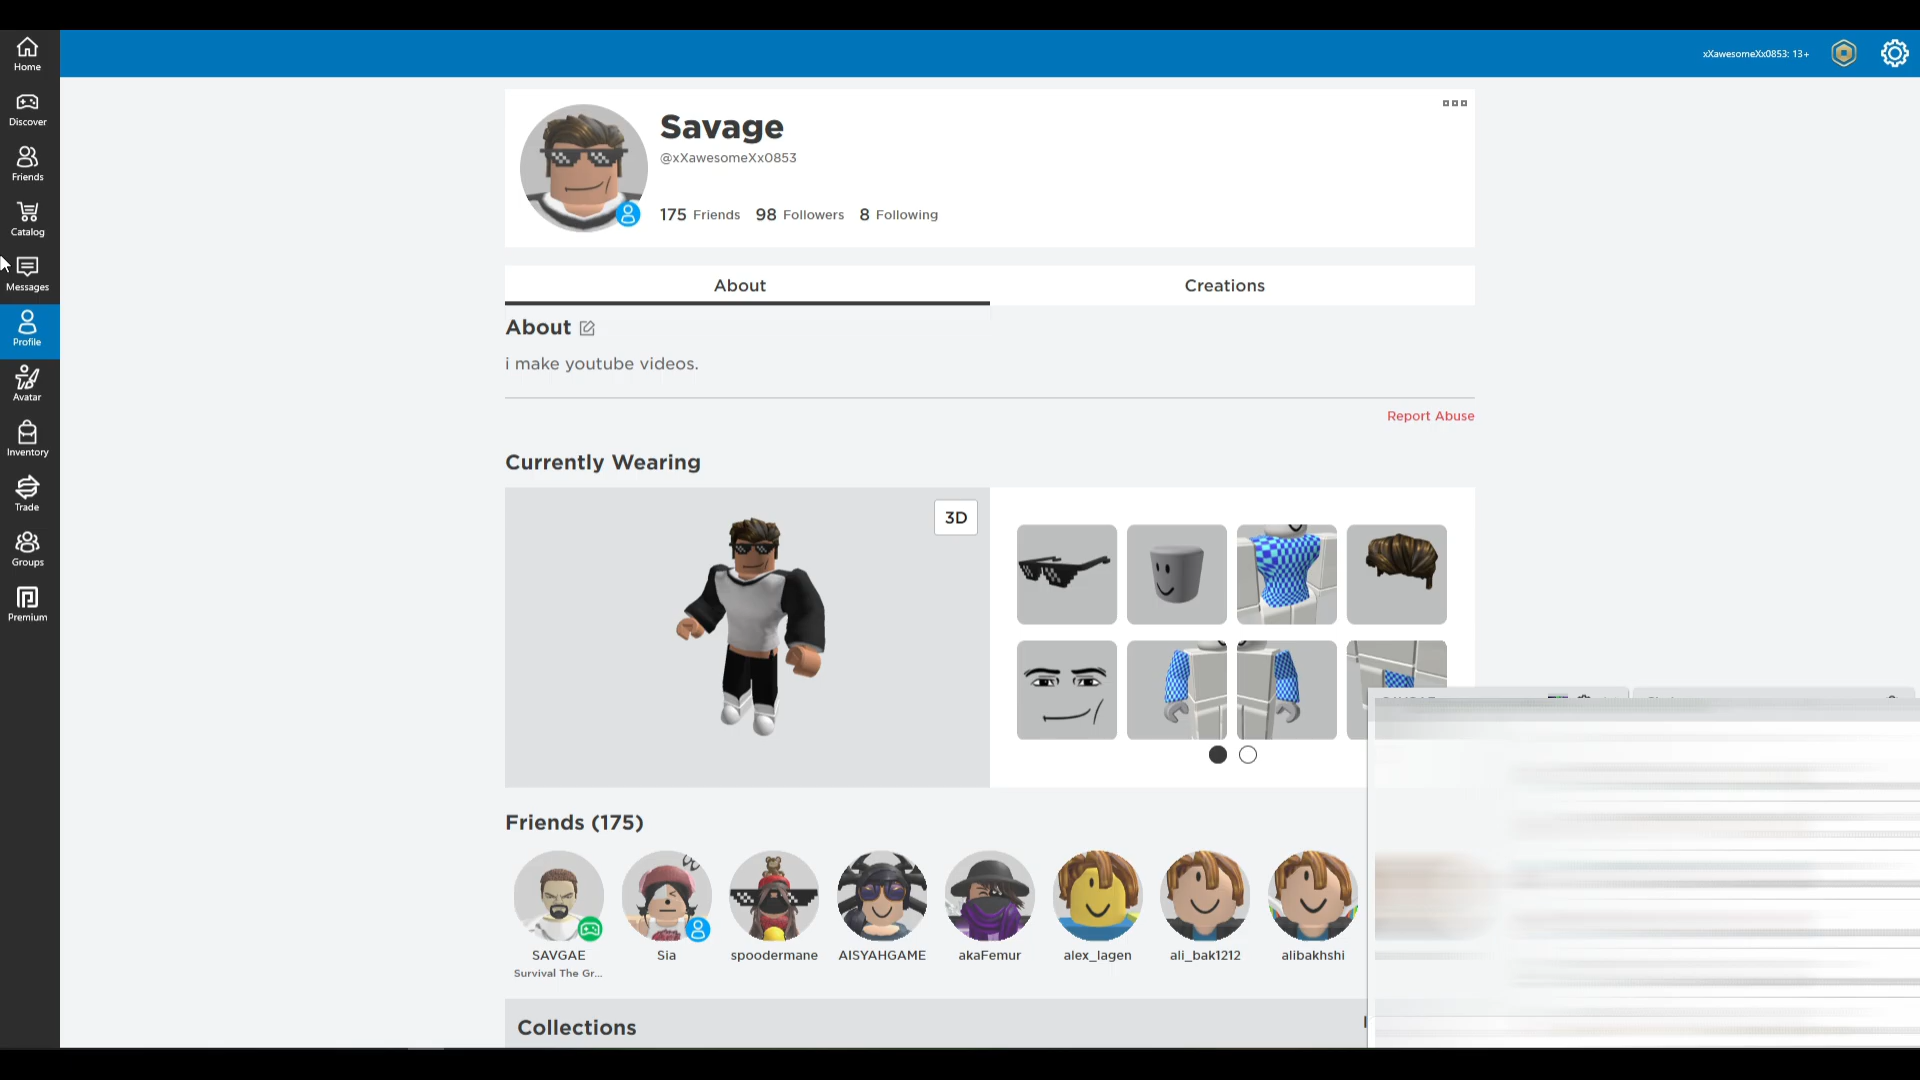 Home
xXawesomeXx0853: 13+
Discover
Friends
Catalog
Messages
Profile
Avatar
Inventory
Trade
Groups
Premium
Savage
@xXawesomeXx0853
175 Friends 98 Followers 8 Following
About
Creations
About
i make youtube videos.
Report Abuse
Currently Wearing
3D
Friends (175)
SAVGAE
Sia
spoodermane
AISYAHGAME
akaFemur
alex_lagen
ali_bak1212
alibakhshi
Survival The Gr...
Collections